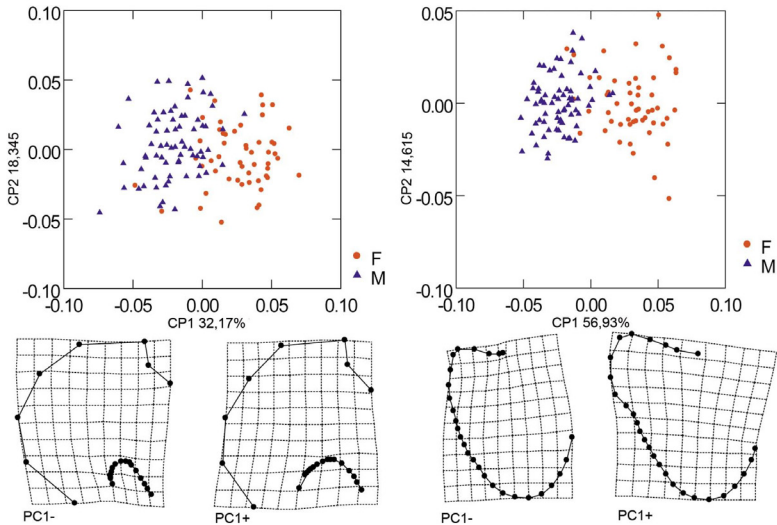 0.10
0.05
0.00
-0.05
-0.10
CP2 18,345
-0.10 -0.05 0.00 0.05 0.10
CP1 32,17%
F
M
0.05
0.00
-0.05
-0.10
CP2 14,615
-0.10 -0.05 0.00 0.05 0.10
CP1 56,93%
F
M
PC1-
PC1+
PC1-
PC1+